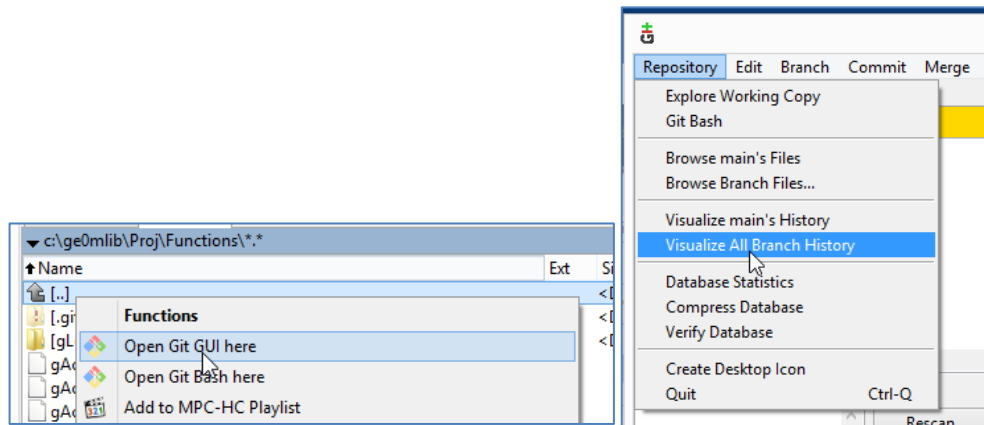 c:\ge0mlib\Proj\Functions\*.*
Name Ext
[..]
Functions
Open Git GUI here
Open Git Bash here
Add to MPC-HC Playlist
Repository Edit Branch Commit Merge
Explore Working Copy
Git Bash
Browse main's Files
Browse Branch Files...
Visualize main's History
Visualize All Branch History
Database Statistics
Compress Database
Verify Database
Create Desktop Icon
Quit Ctrl-Q
Rescan